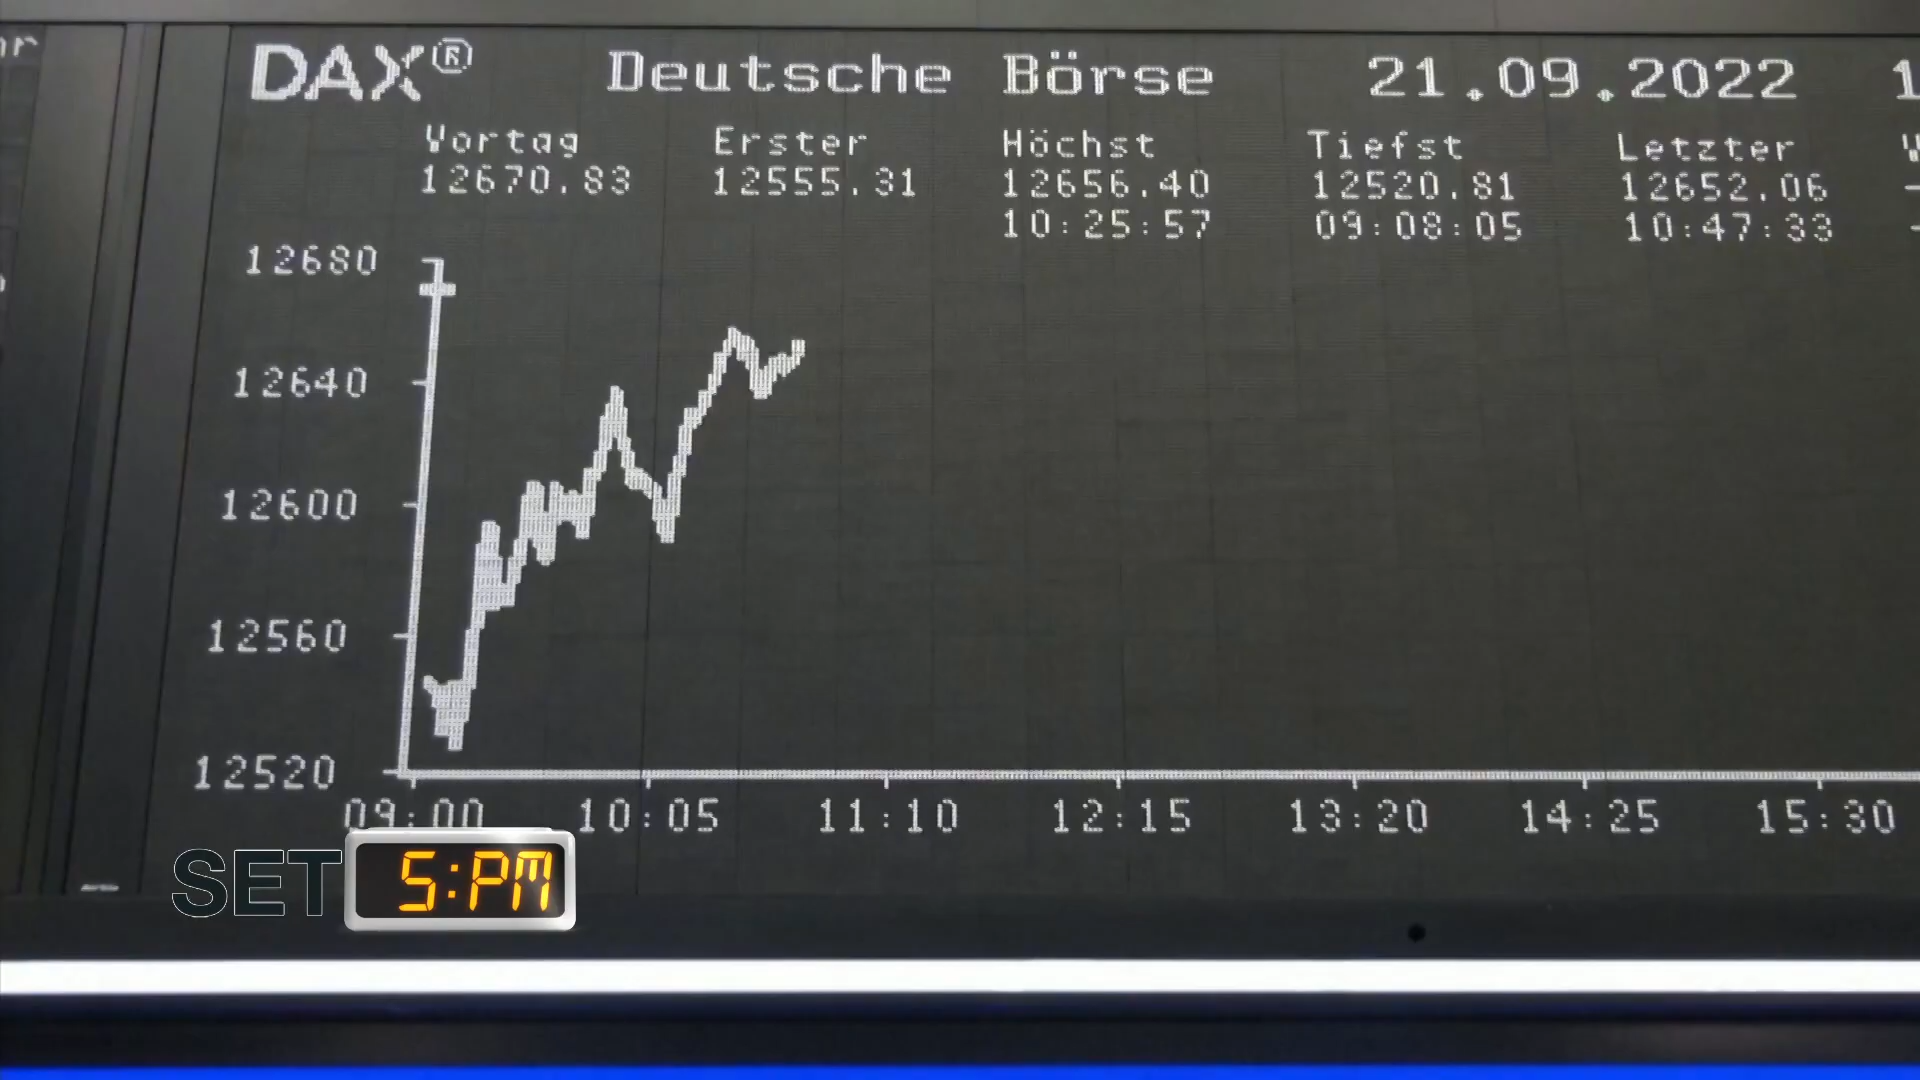 DAX® Deutsche Börse 21.09.2022
Vortag Erster Höchst Tiefst Letzter
12670.83 12555.31 12656.40 12520.81 12652.06
10:25:57 09:08:05 10:47:33
12680
12640
12600
12560
12520
09:00 10:05 11:10 12:15 13:20 14:25 15:30
SET 5:PM